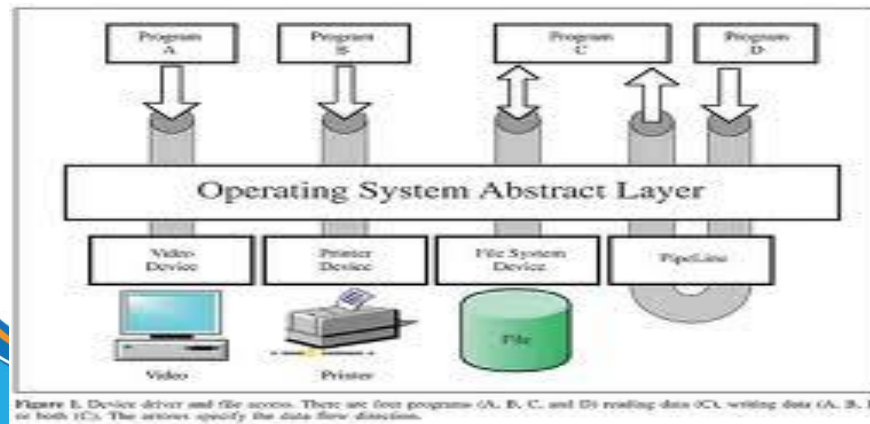 Program Program Program Program
A B C D
Operating System Abstract Layer
Video Printer File System PipeLine
Device Device Device
File
Video Printer
Figure 1. Device driver and file access. There are four programs (A, B, C, and D) reading data (C), writing data (A, B,
or both (C). The arrows specify the data flow direction.